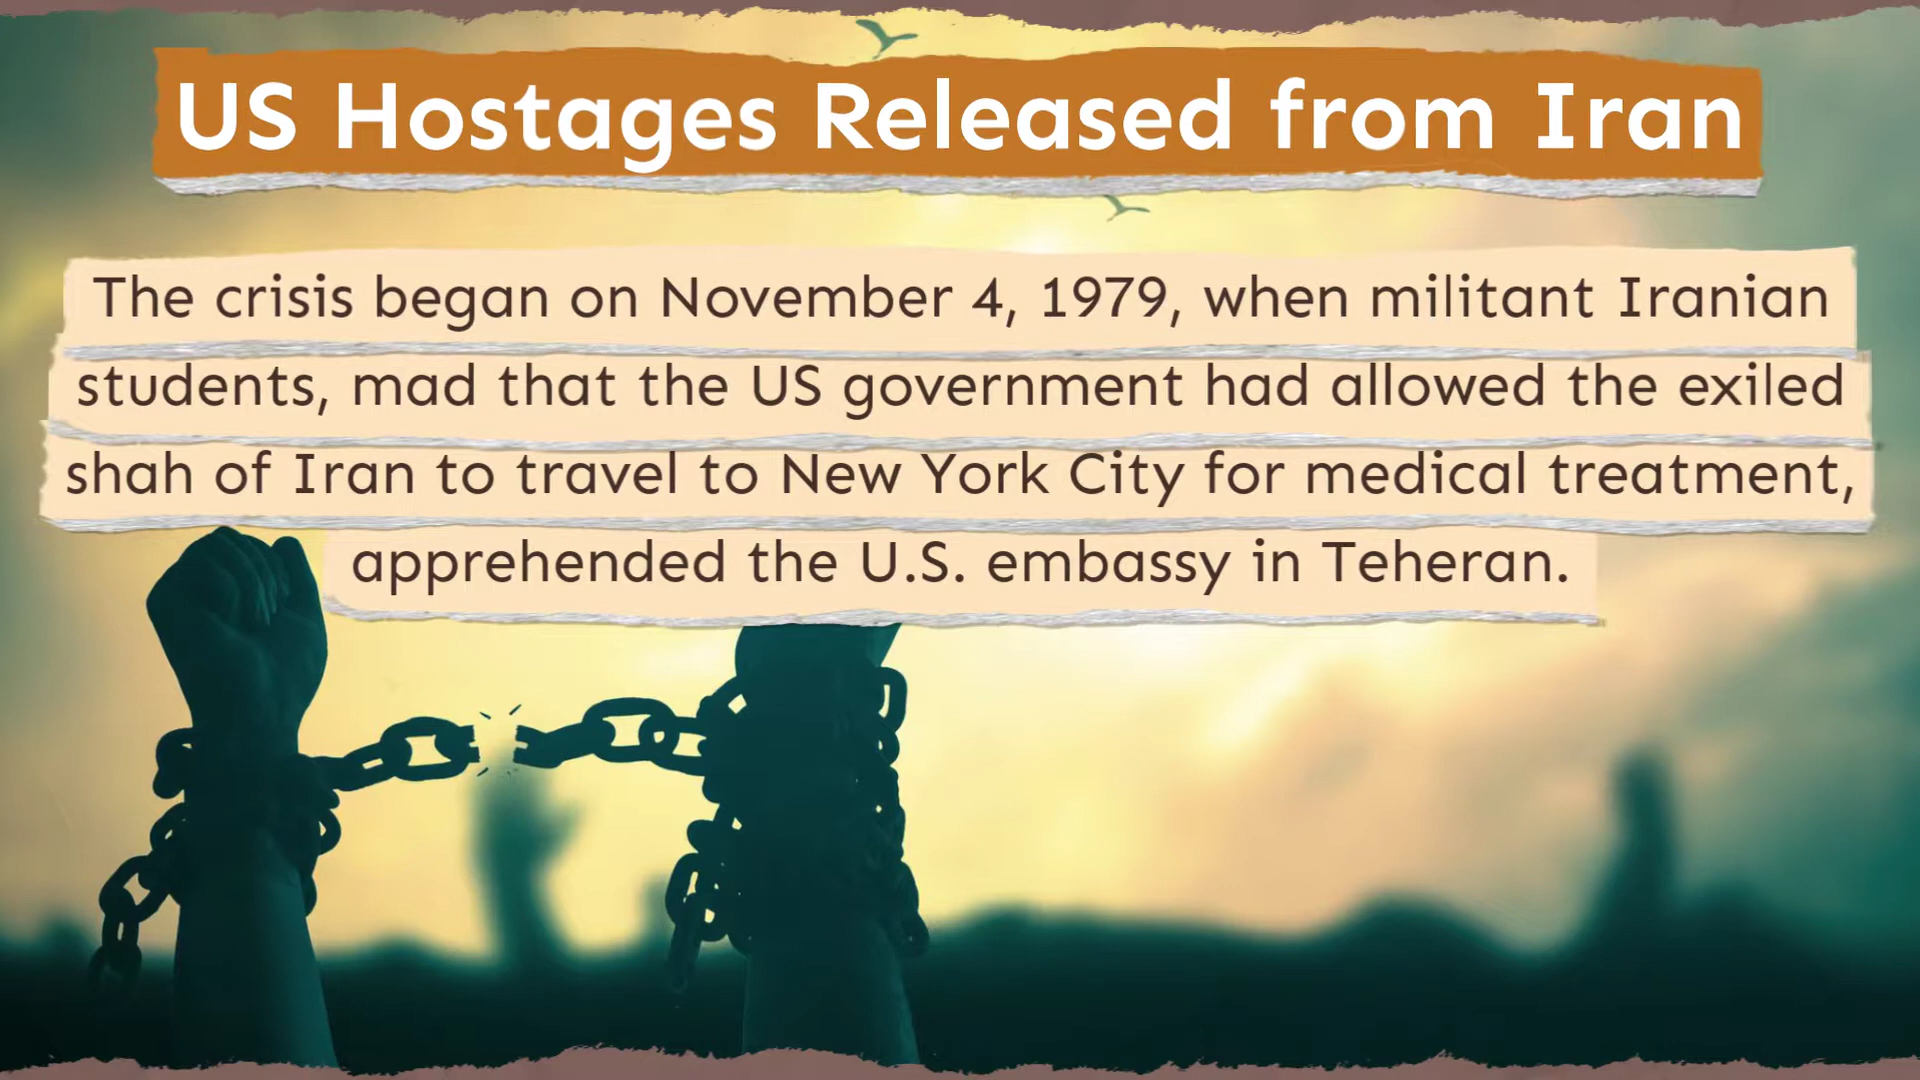 US Hostages Released from Iran
The crisis began on November 4, 1979, when militant Iranian
students, mad that the US government had allowed the exiled
shah of Iran to travel to New York City for medical treatment,
apprehended the U.S. embassy in Teheran.